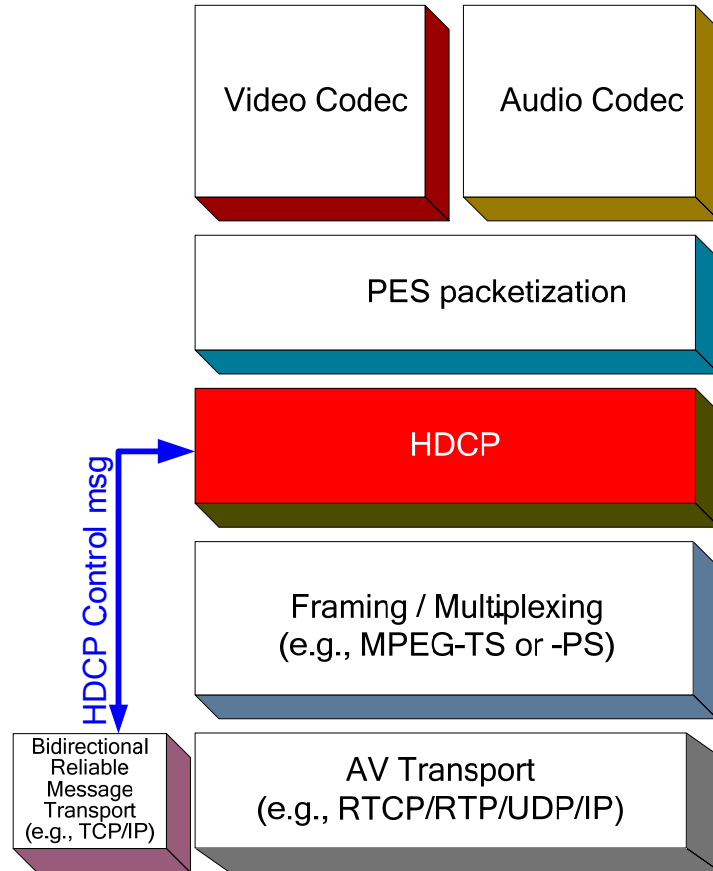 Video Codec
Audio Codec
PES packetization
HDCP
HDCP Control msg
Framing / Multiplexing
(e.g., MPEG-TS or -PS)
Bidirectional
Reliable
Message
Transport
(e.g., TCP/IP)
AV Transport
(e.g., RTCP/RTP/UDP/IP)